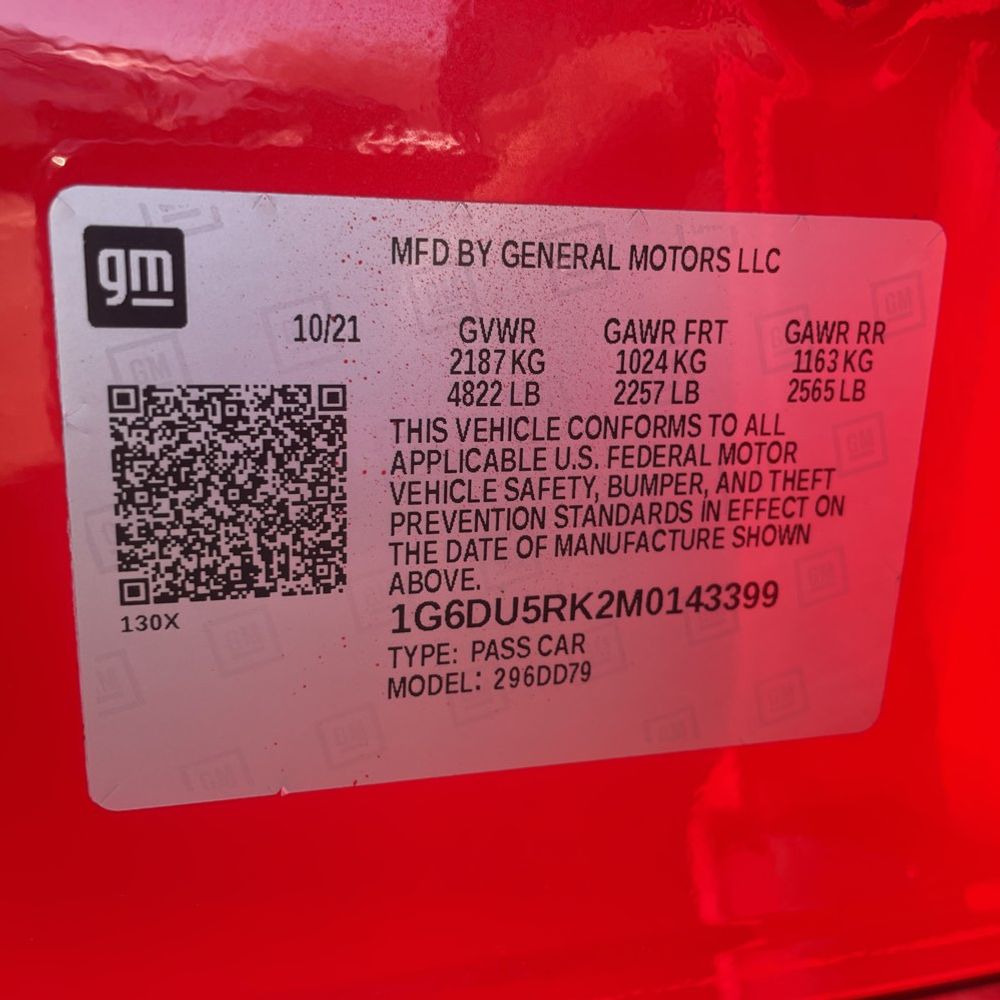 gm
MFD BY GENERAL MOTORS LLC
10/21 GVWR GAWR FRT GAWR RR
2187 KG 1024 KG 1163 KG
4822 LB 2257 LB 2565 LB
THIS VEHICLE CONFORMS TO ALL
APPLICABLE U.S. FEDERAL MOTOR
VEHICLE SAFETY, BUMPER, AND THEFT
PREVENTION STANDARDS IN EFFECT ON
THE DATE OF MANUFACTURE SHOWN
ABOVE.
130X
1G6DU5RK2M0143399
TYPE: PASS CAR
MODEL: 296DD79